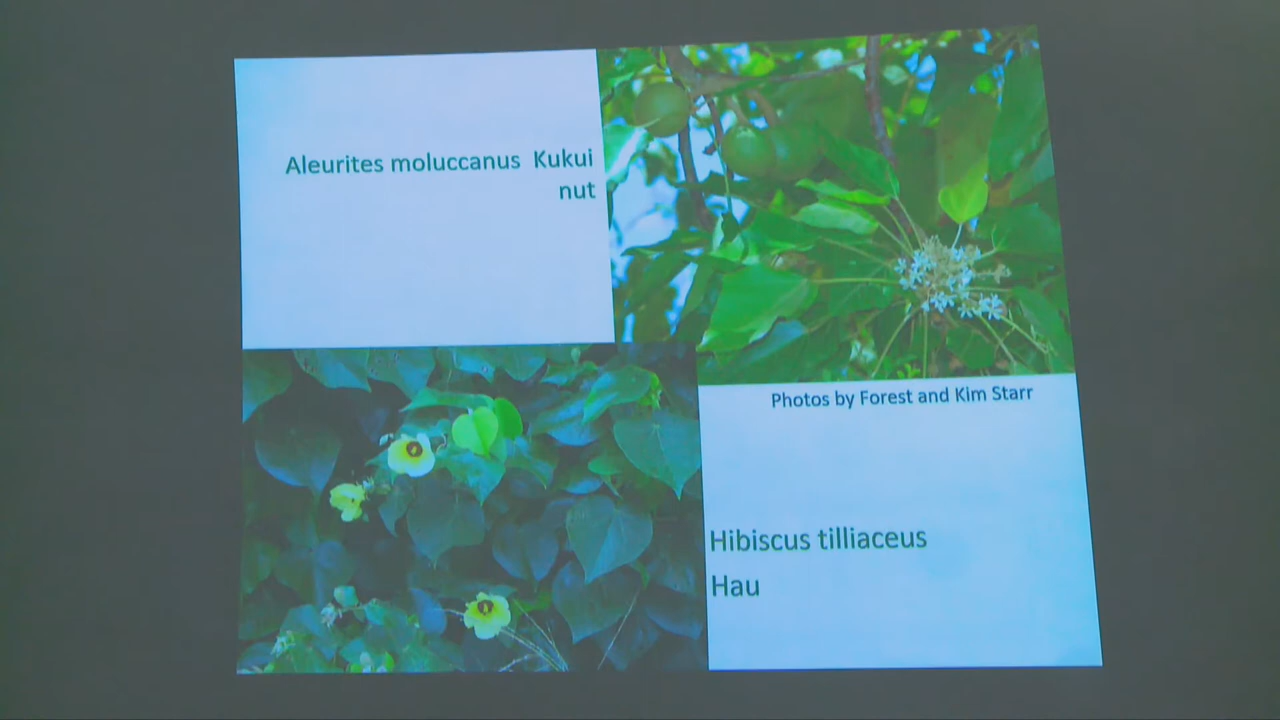 Aleurites moluccanus Kukui
nut
Photos by Forest and Kim Starr
Hibiscus tilliaceus
Hau